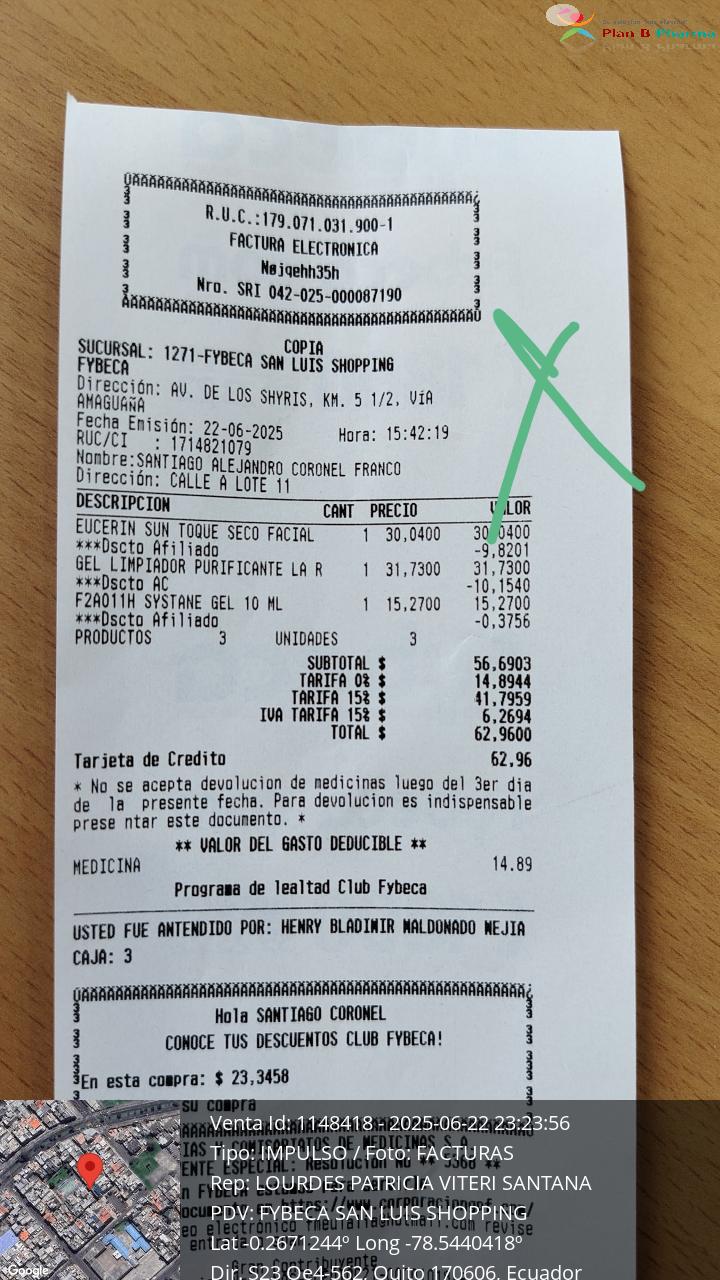 Plan B Pharma
R.U.C.:179.071.031.900-1
FACTURA ELECTRONICA
Nøjqehh35h
Nro. SRI 042-025-000087190
COPIA
SUCURSAL: 1271-FYBECA SAN LUIS SHOPPING
FYBECA
Dirección: AV. DE LOS SHYRIS, KM. 5 1/2, VíA
AMAGUAÑA
Fecha Emisión: 22-06-2025 Hora: 15:42:19
RUC/CI : 1714821079
Nombre:SANTIAGO ALEJANDRO CORONEL FRANCO
Dirección: CALLE A LOTE 11
DESCRIPCION CANT PRECIO VALOR
EUCERIN SUN TOQUE SECO FACIAL 1 30,0400 30,0400
***Dscto Afiliado -9,8201
GEL LIMPIADOR PURIFICANTE LA R 1 31,7300 31,7300
***Dscto AC -10,1540
F2A011H SYSTANE GEL 10 ML 1 15,2700 15,2700
***Dscto Afiliado -0,3756
PRODUCTOS 3 UNIDADES 3
SUBTOTAL $ 56,6903
TARIFA 0% $ 14,8944
TARIFA 15% $ 41,7959
IVA TARIFA 15% $ 6,2694
TOTAL $ 62,9600
Tarjeta de Credito 62,96
* No se acepta devolucion de medicinas luego del 3er dia
de la presente fecha. Para devolucion es indispensable
prese ntar este documento. *
** VALOR DEL GASTO DEDUCIBLE **
MEDICINA 14.89
Programa de lealtad Club Fybeca
USTED FUE ANTENDIDO POR: HENRY BLADIMIR MALDONADO MEJIA
CAJA: 3
Hola SANTIAGO CORONEL
CONOCE TUS DESCUENTOS CLUB FYBECA!
En esta compra: $ 23,3458
su compra
Venta Id: 1148418 - 2025-06-22 23:23:56
Tipo: IMPULSO / Foto: FACTURAS
Rep: LOURDES PATRICIA VITERI SANTANA
PDV: FYBECA SAN LUIS SHOPPING
Lat -0.2671244º Long -78.5440418º
Dir. S23 Oe4-562, Quito 170606, Ecuador
Google